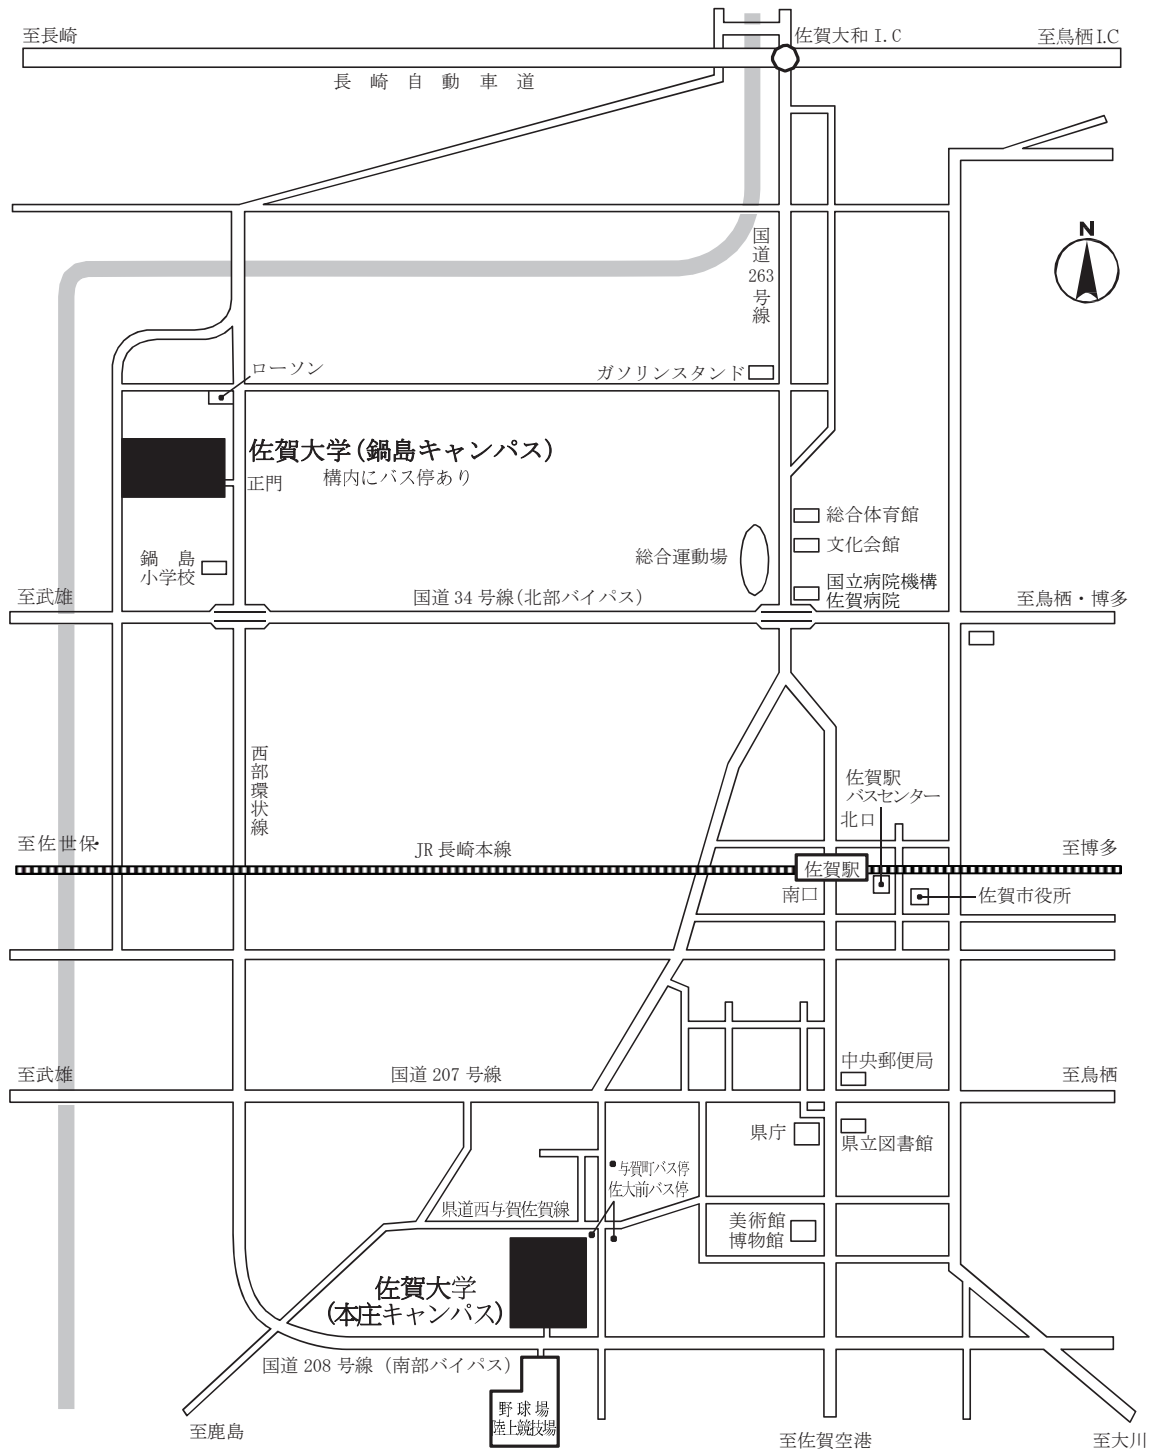 至長崎
佐賀大和 I.C
至鳥栖I.C
長崎自動車道
N
国道263号線
ローソン
ガソリンスタンド
佐賀大学(鍋島キャンパス)
正門
構内にバス停あり
総合体育館
文化会館
総合運動場
鍋島
小学校
国立病院機構
佐賀病院
至武雄
国道 34 号線(北部バイパス)
至鳥栖・博多
西部環状線
佐賀駅
バスセンター
北口
至佐世保
JR 長崎本線
至博多
佐賀駅
南口
佐賀市役所
中央郵便局
至武雄
国道 207 号線
至鳥栖
県庁
県立図書館
与賀町バス停
佐大前バス停
県道西与賀佐賀線
美術館
博物館
佐賀大学
(本庄キャンパス)
国道 208 号線（南部バイパス）
野球場
陸上競技場
至鹿島
至佐賀空港
至大川